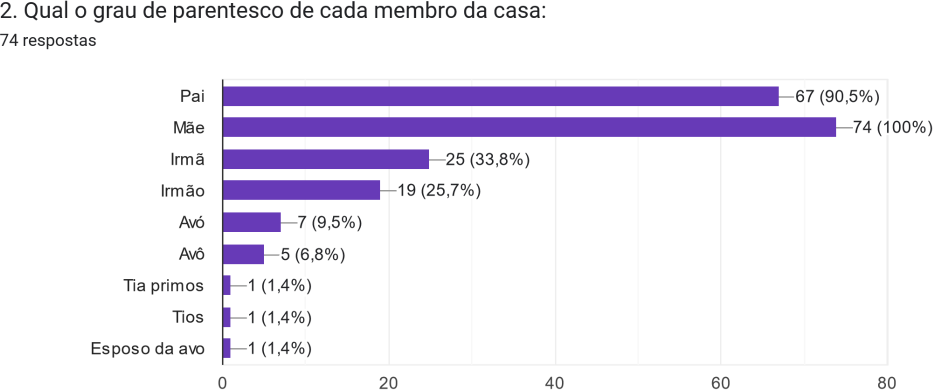 2. Qual o grau de parentesco de cada membro da casa:
74 respostas
Pai 67 (90,5%)
Mãe 74 (100%)
Irmã 25 (33,8%)
Irmão 19 (25,7%)
Avó 7 (9,5%)
Avô 5 (6,8%)
Tia primos 1 (1,4%)
Tios 1 (1,4%)
Esposo da avo 1 (1,4%)
0 20 40 60 80